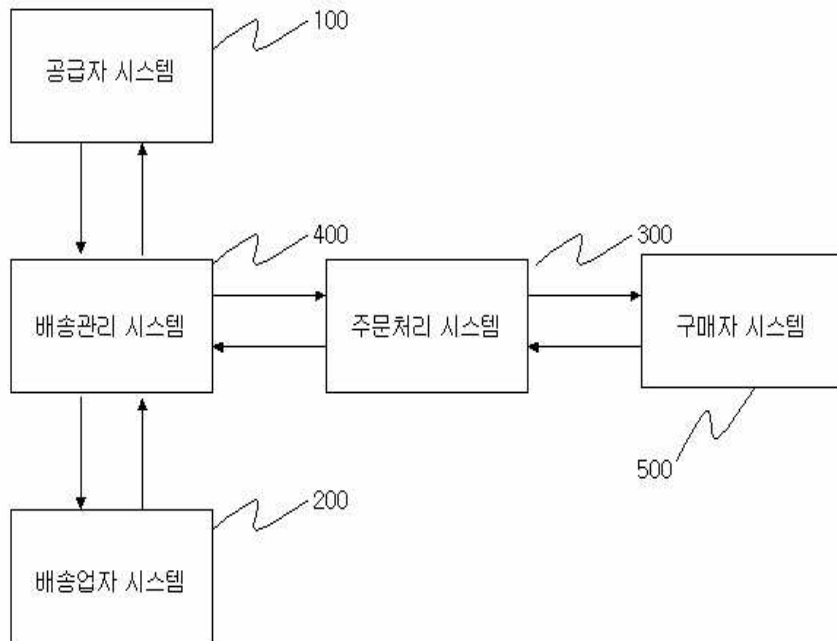 100
공급자 시스템
400
300
배송관리 시스템
주문처리 시스템
구매자 시스템
500
200
배송업자 시스템